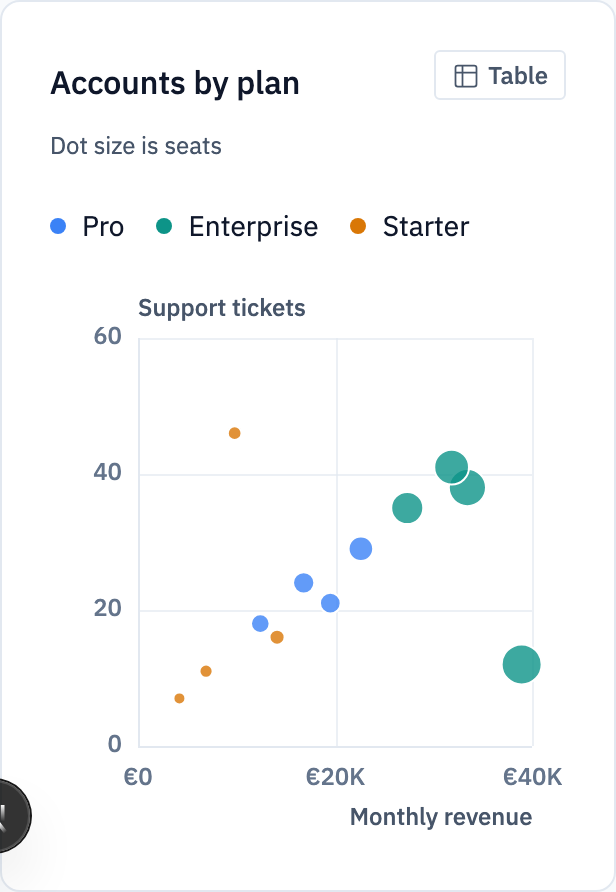 Accounts by plan
Table
Dot size is seats
Pro Enterprise Starter
Support tickets
60
40
20
0
€0 €20K €40K
Monthly revenue